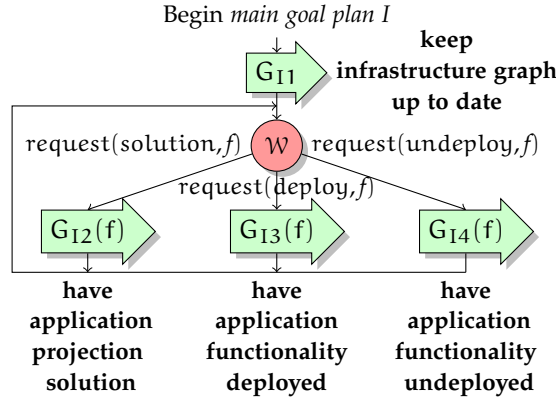 Begin main goal plan I
keep
infrastructure graph
up to date
G_I1
W
request(solution,f)
request(undeploy,f)
request(deploy,f)
G_I2(f)
G_I3(f)
G_I4(f)
have
application
projection
solution
have
application
functionality
deployed
have
application
functionality
undeployed